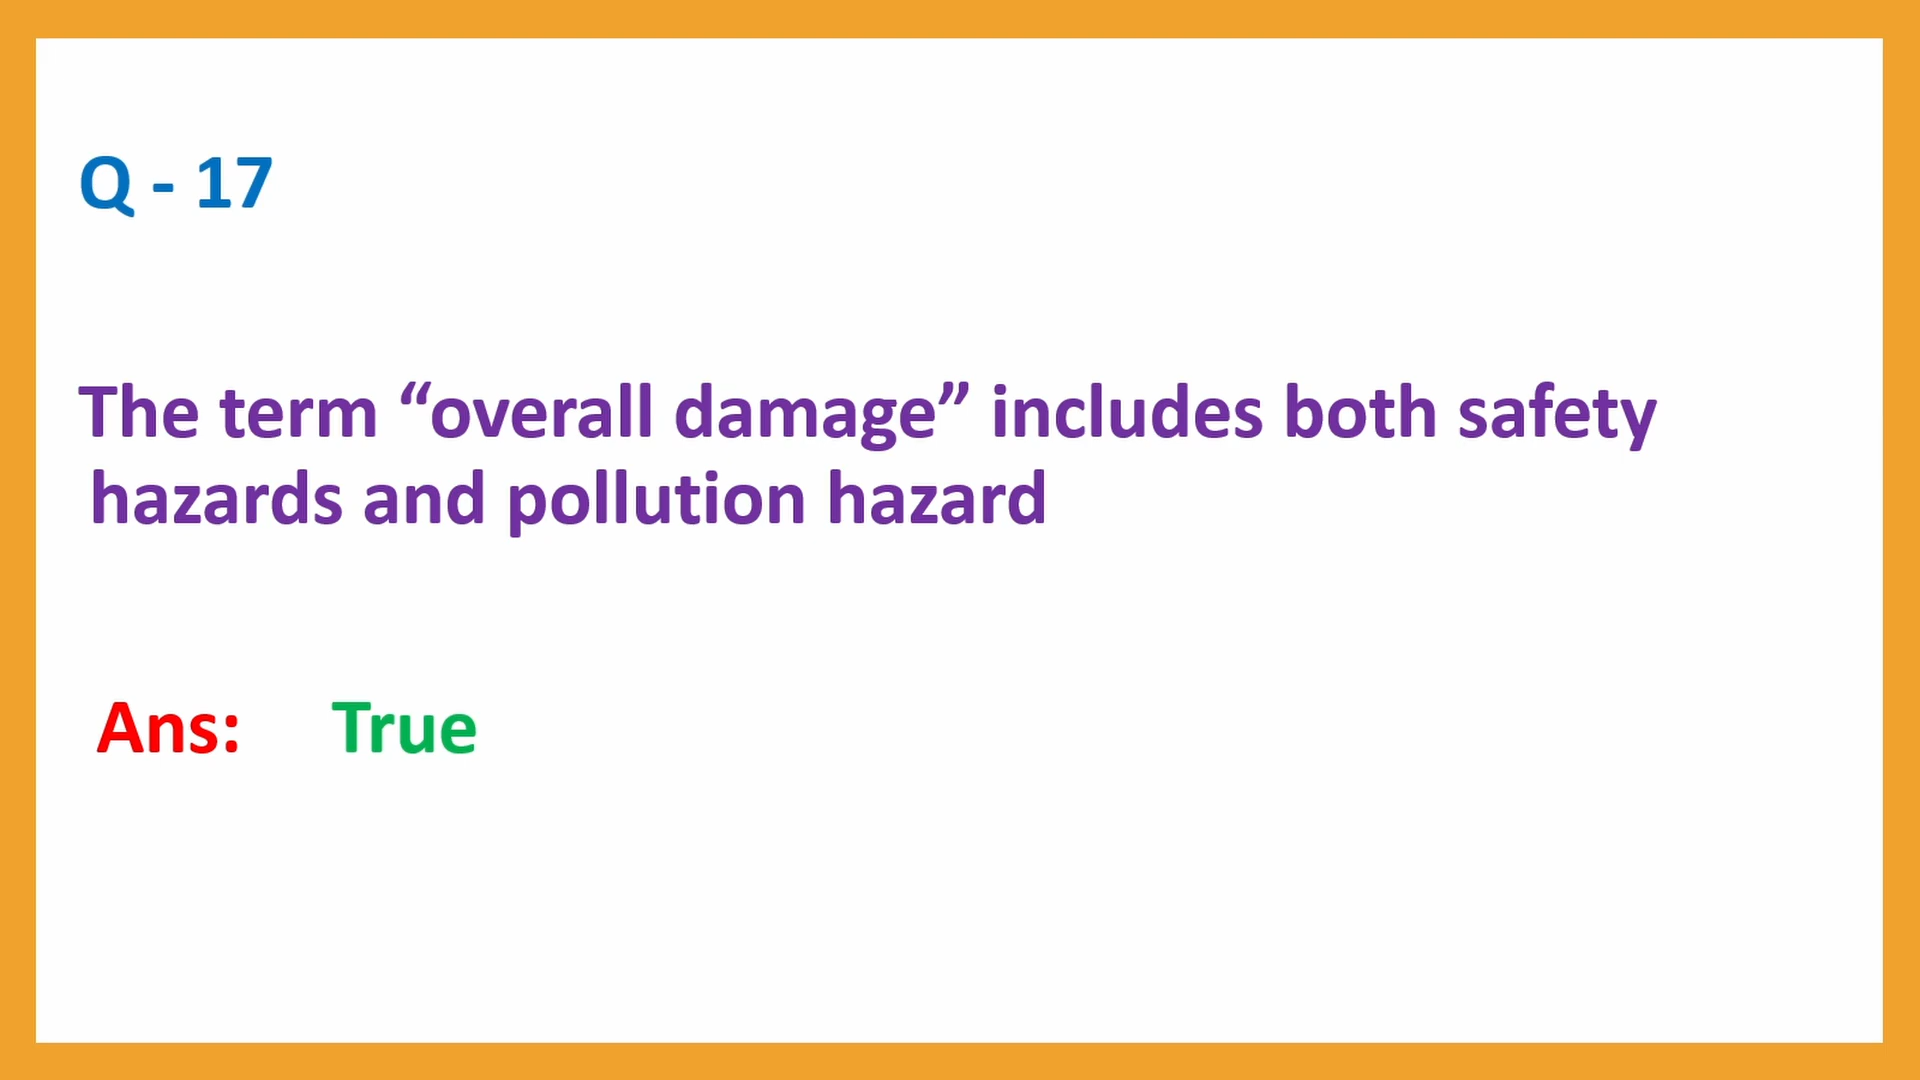 Q - 17
The term “overall damage” includes both safety
hazards and pollution hazard
Ans: True